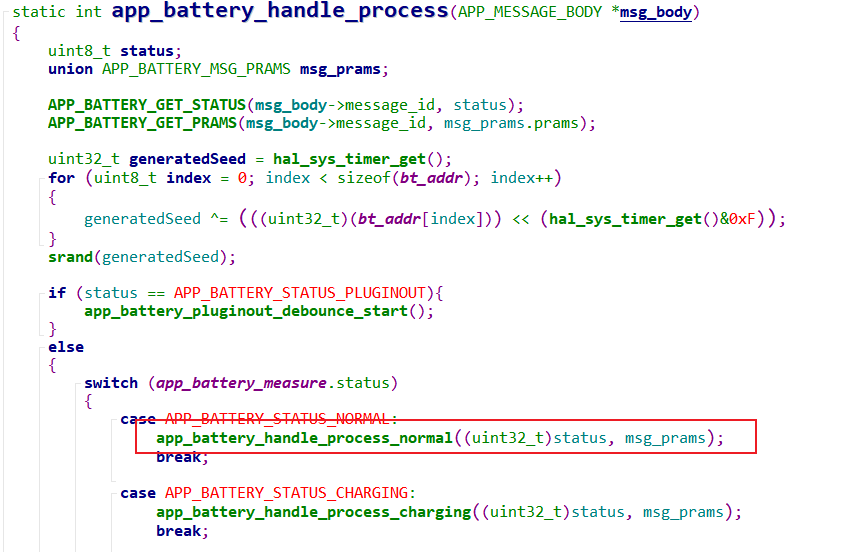 static int app_battery_handle_process(APP_MESSAGE_BODY *msg_body)
{
    uint8_t status;
    union APP_BATTERY_MSG_PRAMS msg_prams;

    APP_BATTERY_GET_STATUS(msg_body->message_id, status);
    APP_BATTERY_GET_PRAMS(msg_body->message_id, msg_prams.prams);

    uint32_t generatedSeed = hal_sys_timer_get();
    for (uint8_t index = 0; index < sizeof(bt_addr); index++)
    {
        generatedSeed ^= (((uint32_t)(bt_addr[index])) << (hal_sys_timer_get()&0xF));
    }
    srand(generatedSeed);

    if (status == APP_BATTERY_STATUS_PLUGINOUT){
        app_battery_pluginout_debounce_start();
    }
    else
    {
        switch (app_battery_measure.status)
        {
            case APP_BATTERY_STATUS_NORMAL:
                app_battery_handle_process_normal((uint32_t)status, msg_prams);
                break;

            case APP_BATTERY_STATUS_CHARGING:
                app_battery_handle_process_charging((uint32_t)status, msg_prams);
                break;